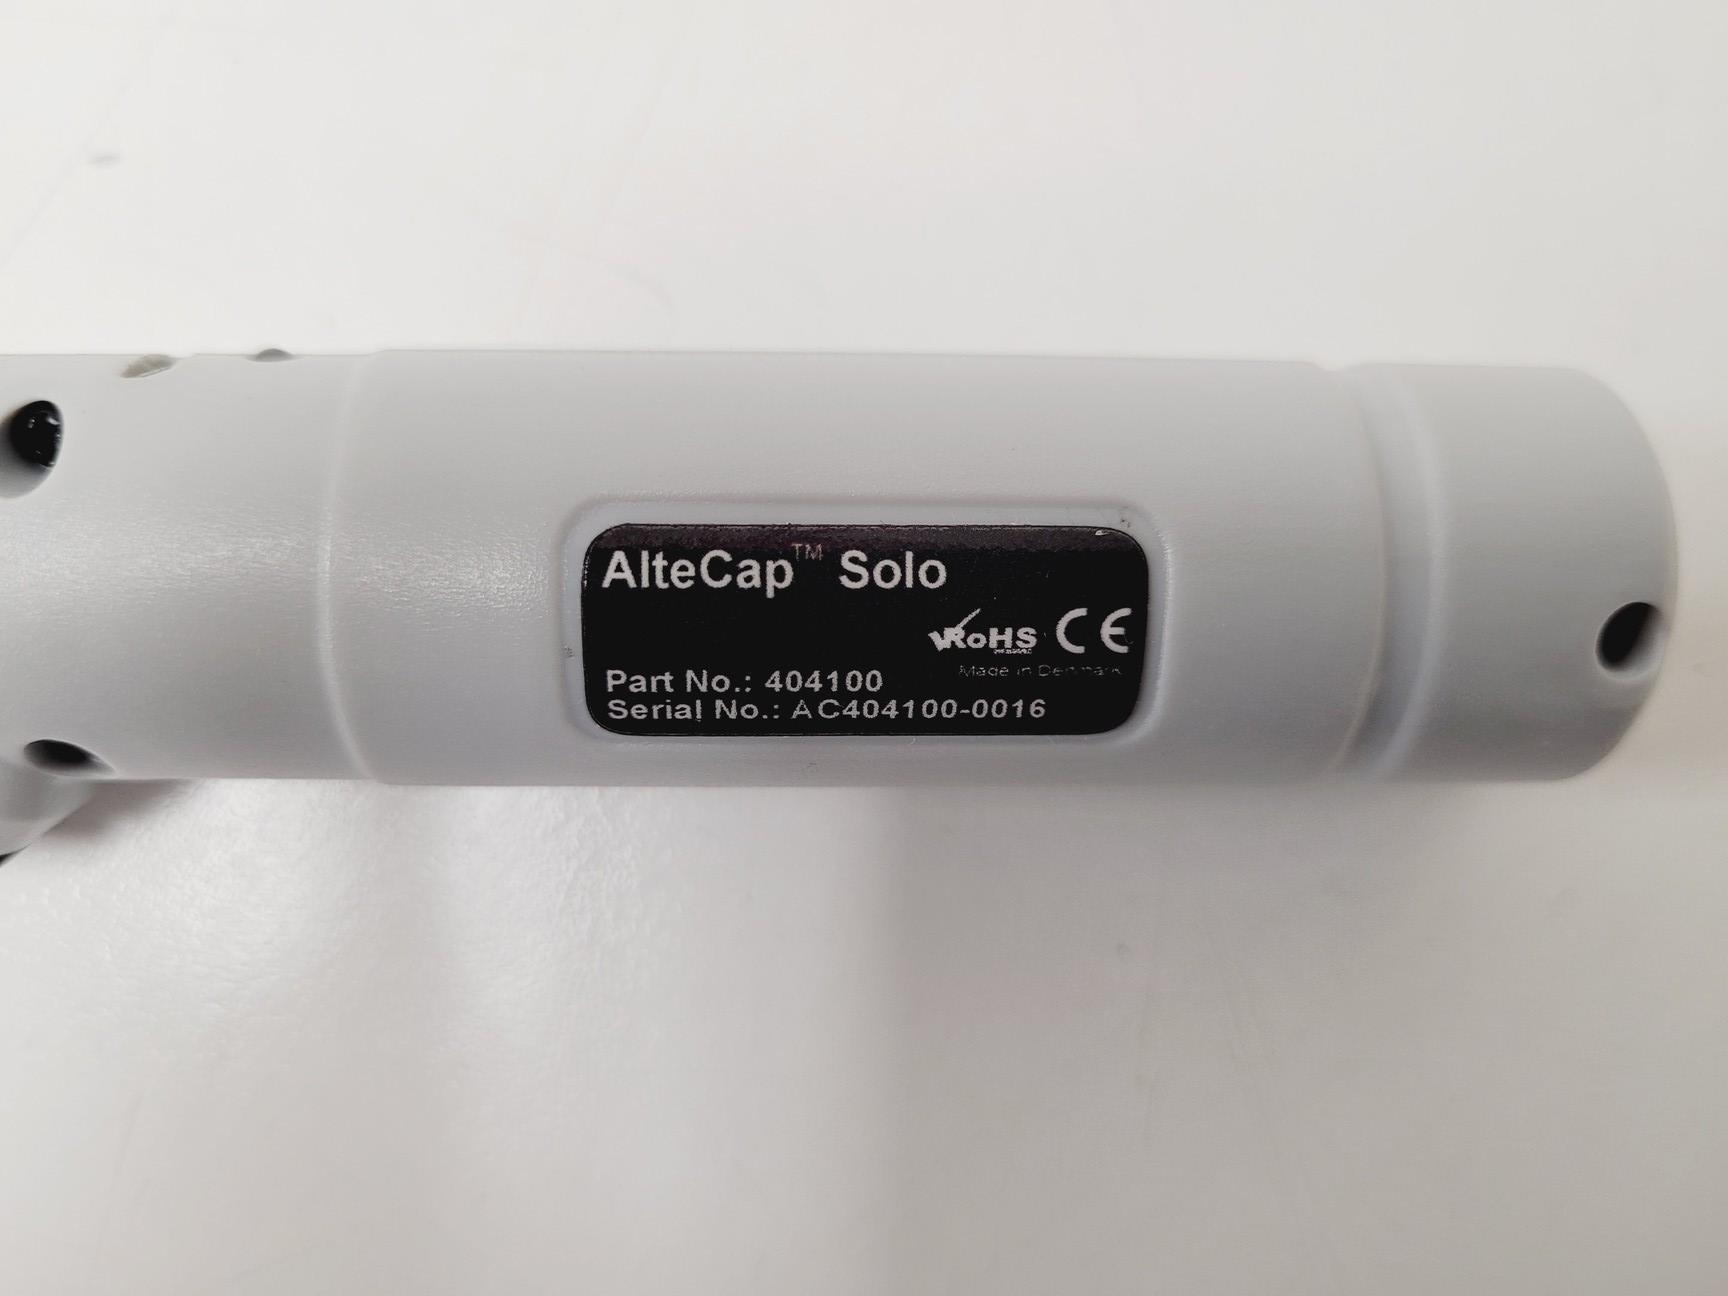 AlteCap™ Solo
RoHS CE
Made in Denmark
Part No.: 404100
Serial No.: AC404100-0016